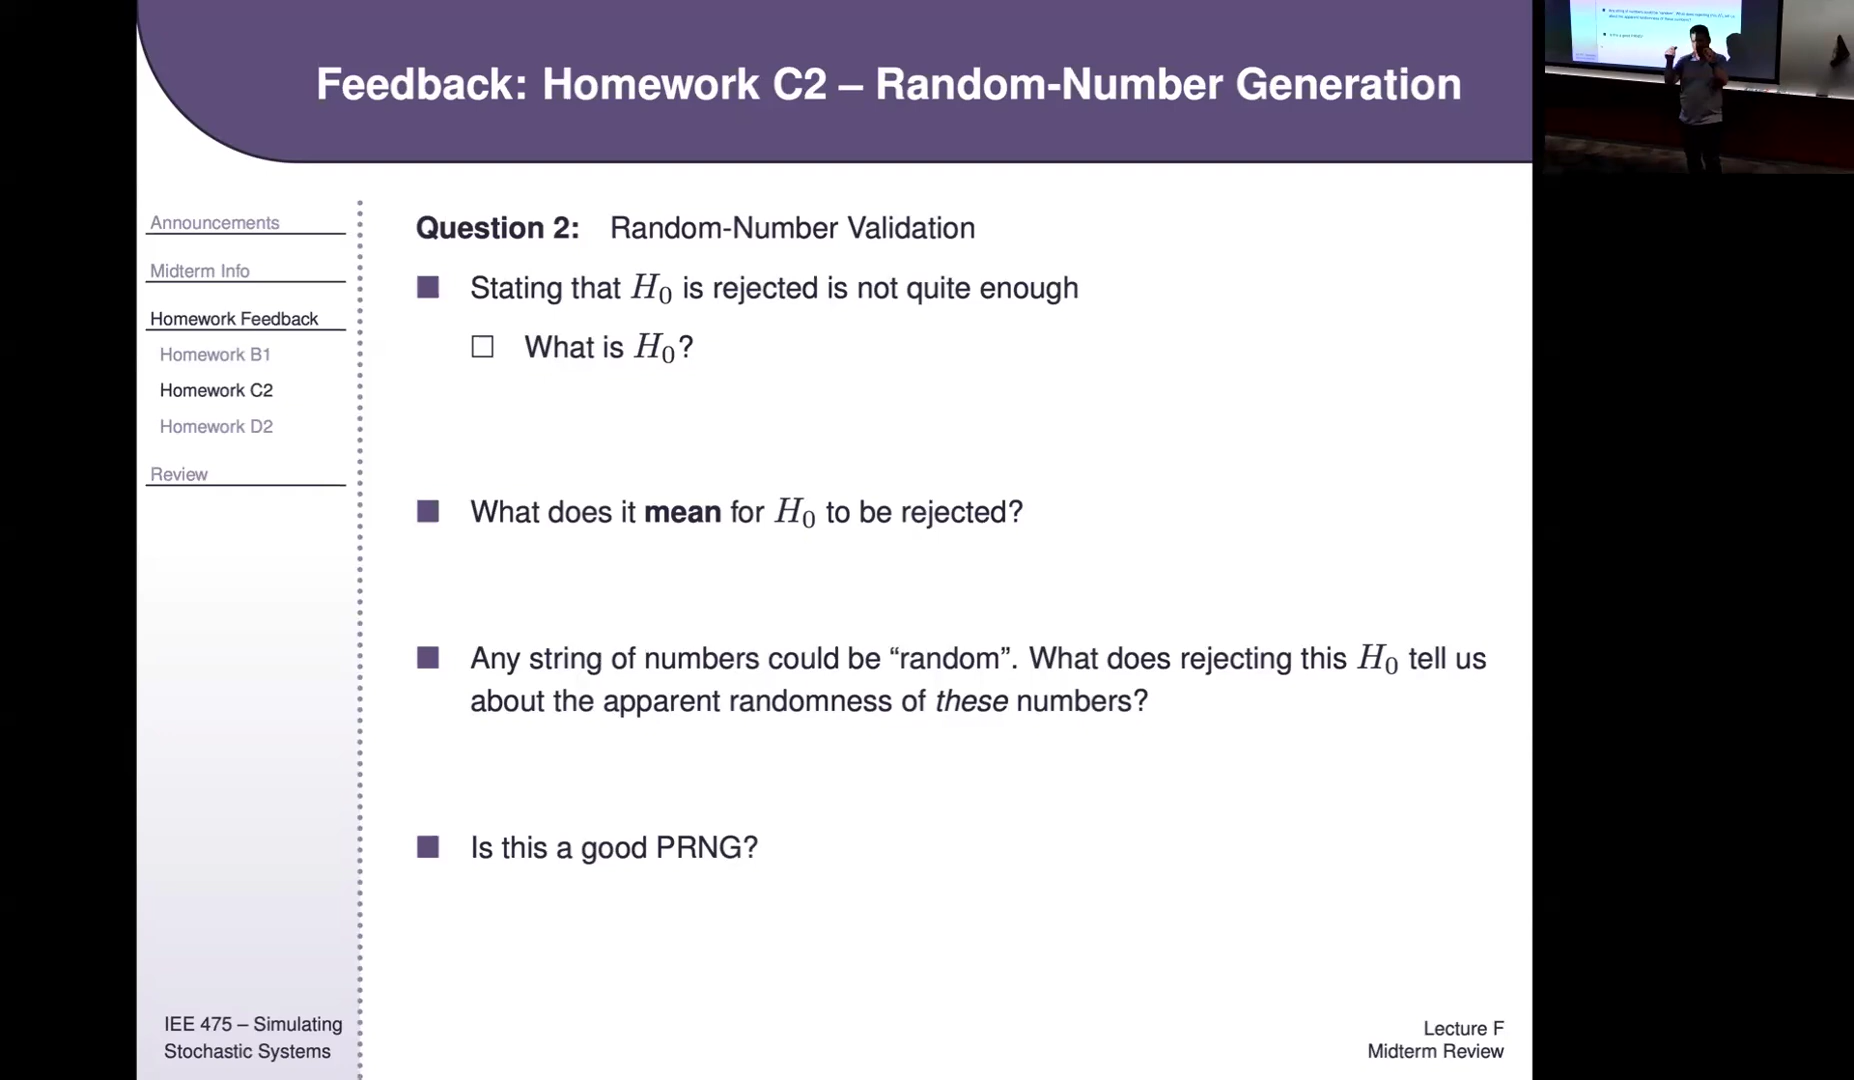 Feedback: Homework C2 – Random-Number Generation
Announcements
Midterm Info
Homework Feedback
Homework B1
Homework C2
Homework D2
Review
Question 2: Random-Number Validation
■ Stating that H₀ is rejected is not quite enough
□ What is H₀?
■ What does it mean for H₀ to be rejected?
■ Any string of numbers could be “random”. What does rejecting this H₀ tell us
about the apparent randomness of these numbers?
■ Is this a good PRNG?
IEE 475 – Simulating
Stochastic Systems
Lecture F
Midterm Review